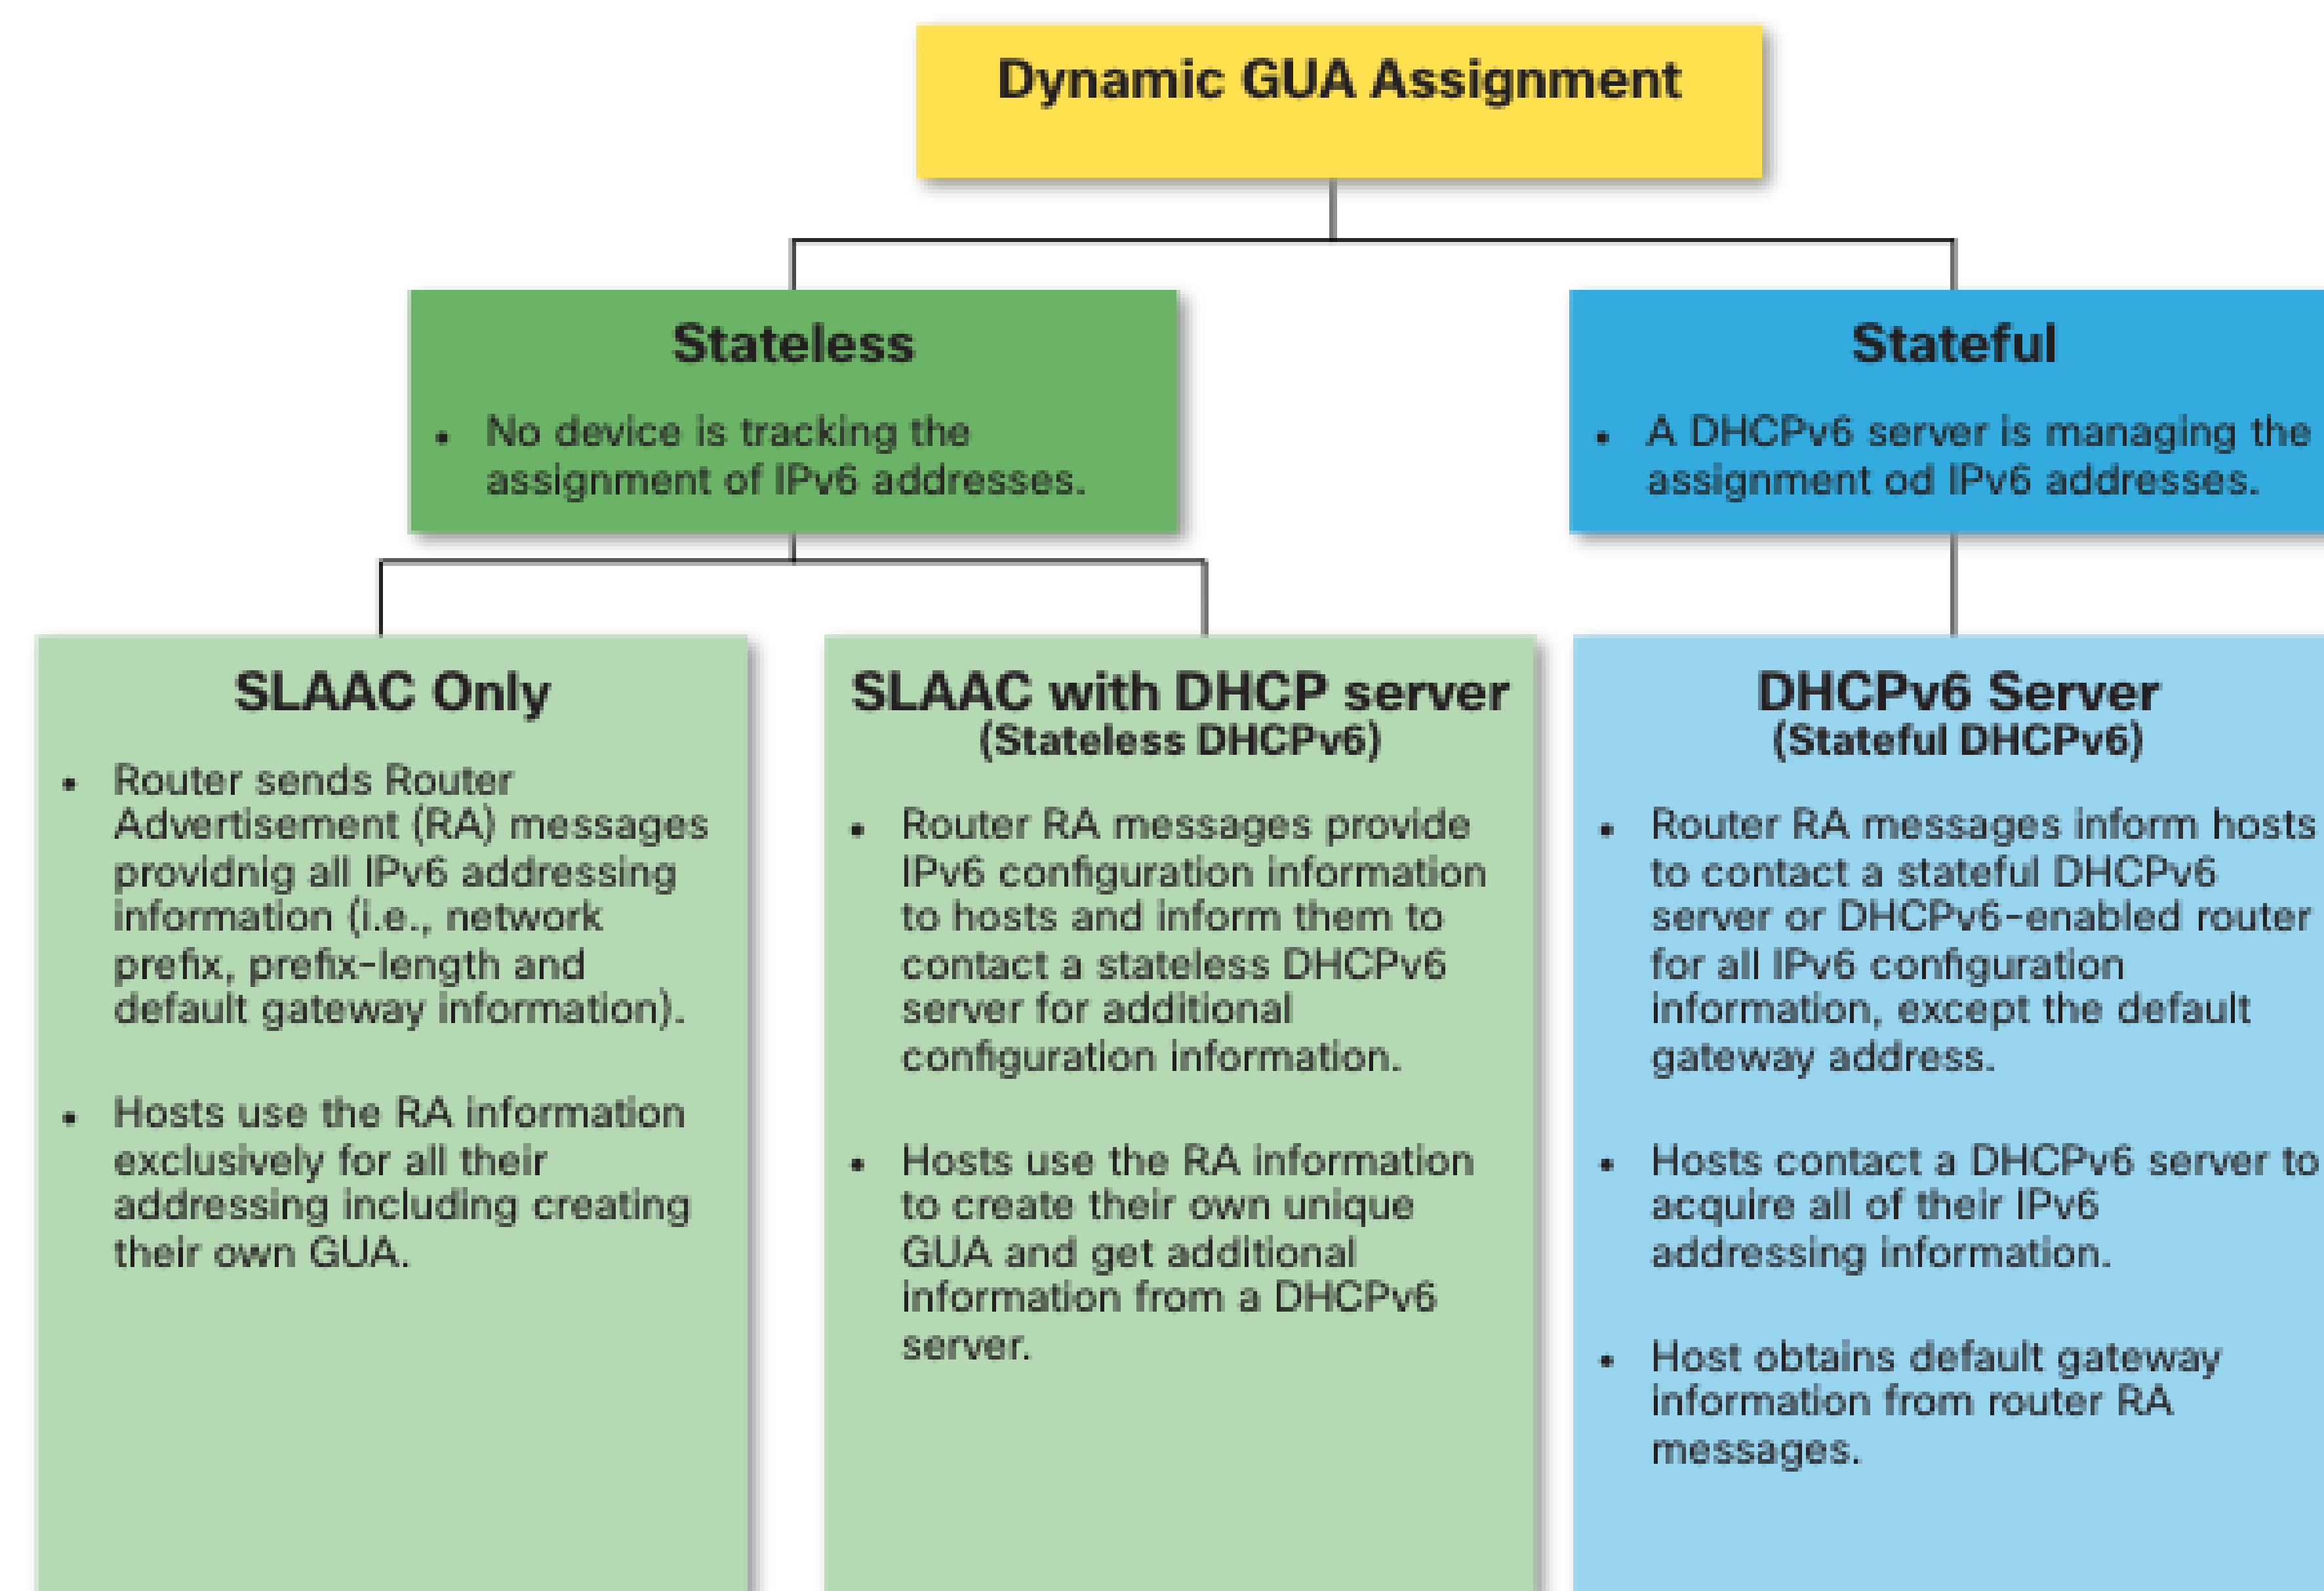 Dynamic GUA Assignment
Stateless
• No device is tracking the
assignment of IPv6 addresses.
Stateful
• A DHCPv6 server is managing the
assignment od IPv6 addresses.
SLAAC Only
• Router sends Router
Advertisement (RA) messages
providnig all IPv6 addressing
information (i.e., network
prefix, prefix-length and
default gateway information).
• Hosts use the RA information
exclusively for all their
addressing including creating
their own GUA.
SLAAC with DHCP server
(Stateless DHCPv6)
• Router RA messages provide
IPv6 configuration information
to hosts and inform them to
contact a stateless DHCPv6
server for additional
configuration information.
• Hosts use the RA information
to create their own unique
GUA and get additional
information from a DHCPv6
server.
DHCPv6 Server
(Stateful DHCPv6)
• Router RA messages inform hosts
to contact a stateful DHCPv6
server or DHCPv6-enabled router
for all IPv6 configuration
information, except the default
gateway address.
• Hosts contact a DHCPv6 server to
acquire all of their IPv6
addressing information.
• Host obtains default gateway
information from router RA
messages.